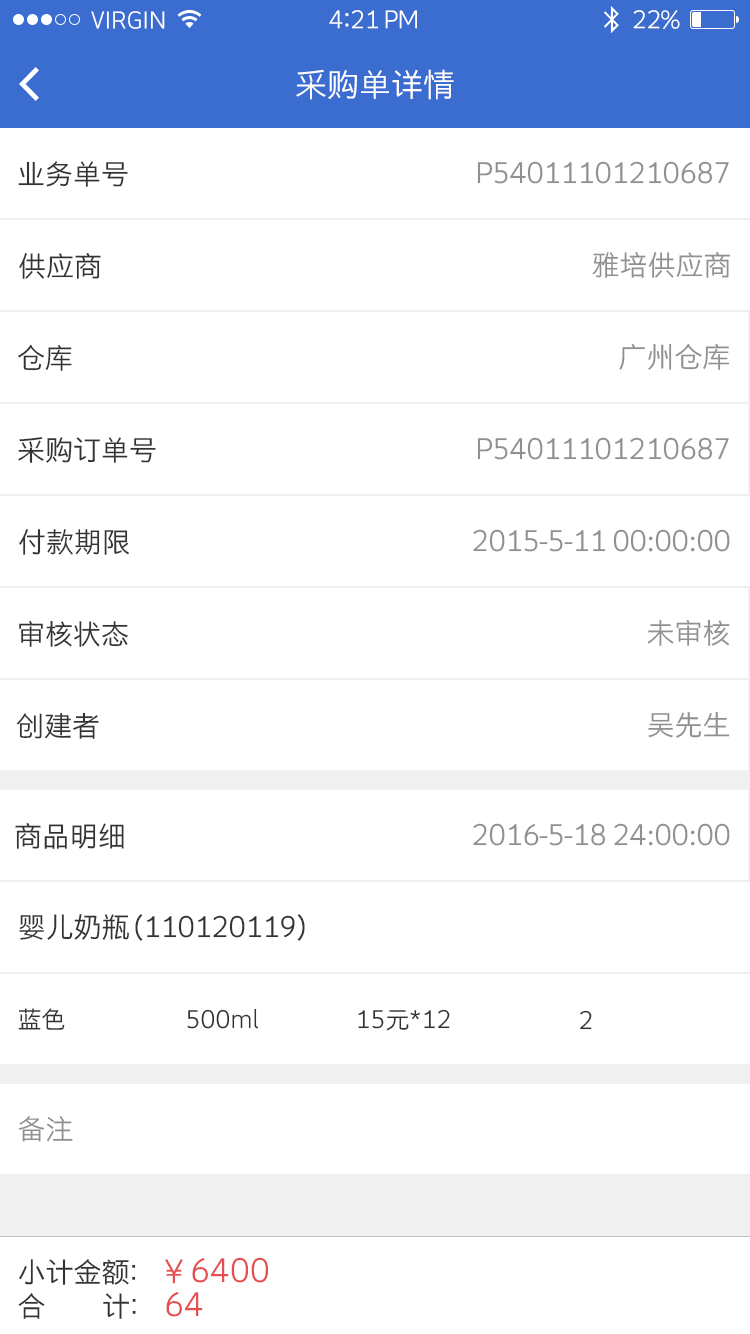 VIRGIN 4:21 PM 22%
采购单详情
业务单号 P54011101210687
供应商 雅培供应商
仓库 广州仓库
采购订单号 P54011101210687
付款期限 2015-5-11 00:00:00
审核状态 未审核
创建者 吴先生
商品明细 2016-5-18 24:00:00
婴儿奶瓶(110120119)
蓝色 500ml 15元*12 2
备注
小计金额: ¥6400
合 计: 64